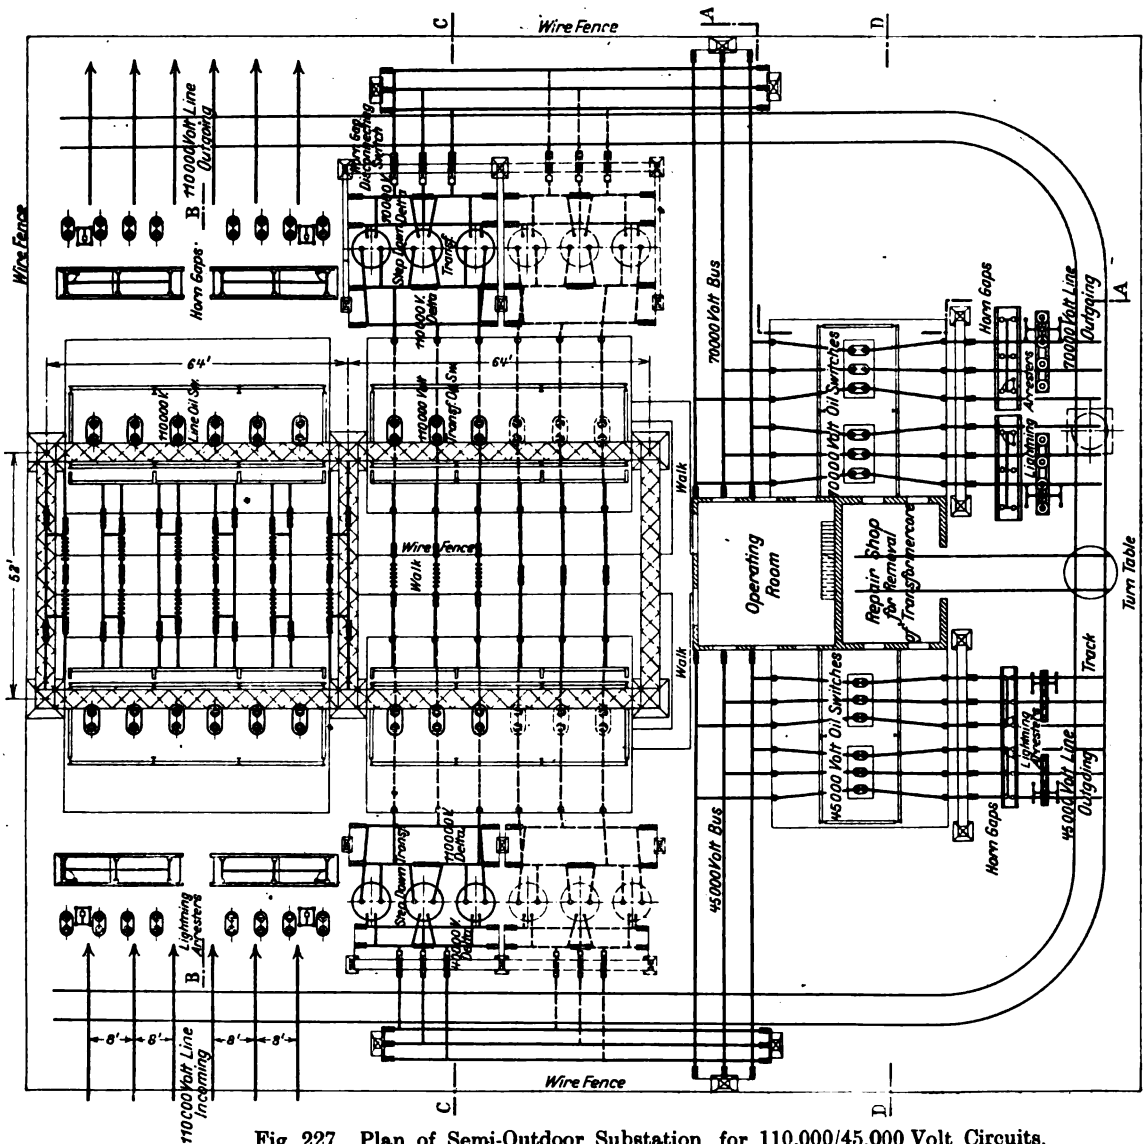 C
A
D
Wire Fence
110000 Volt Line
Outgoing
B
Horn Gap
Disconnecting
Switch
70000 V.
Delta
Step Down
Transf.
110000 V.
Delta
Wire Fence
Horn Gaps
70000 Volt Bus
Horn Gaps
Lightning Arresters
70000 Volt Line
Outgoing
A
64'
64'
110000 V.
Line Oil Sw.
110000 Volt
Transf. Oil Sw.
70000 Volt Oil Switches
Walk
52'
Wire Fence
Walk
Operating
Room
Repair Shop
for Removal
of Transformercore
Turn Table
Walk
Track
45000 Volt Oil Switches
Lightning
Arresters
45000 Volt Line
Outgoing
Horn Gaps
45000 Volt Bus
Step Down Transf.
110000 V.
Delta
Lightning
Arresters
B
Delta
8'
8'
8'
8'
110000 Volt Line
Incoming
Wire Fence
C
D
Fig. 227. Plan of Semi-Outdoor Substation for 110,000/45,000 Volt Circuits.